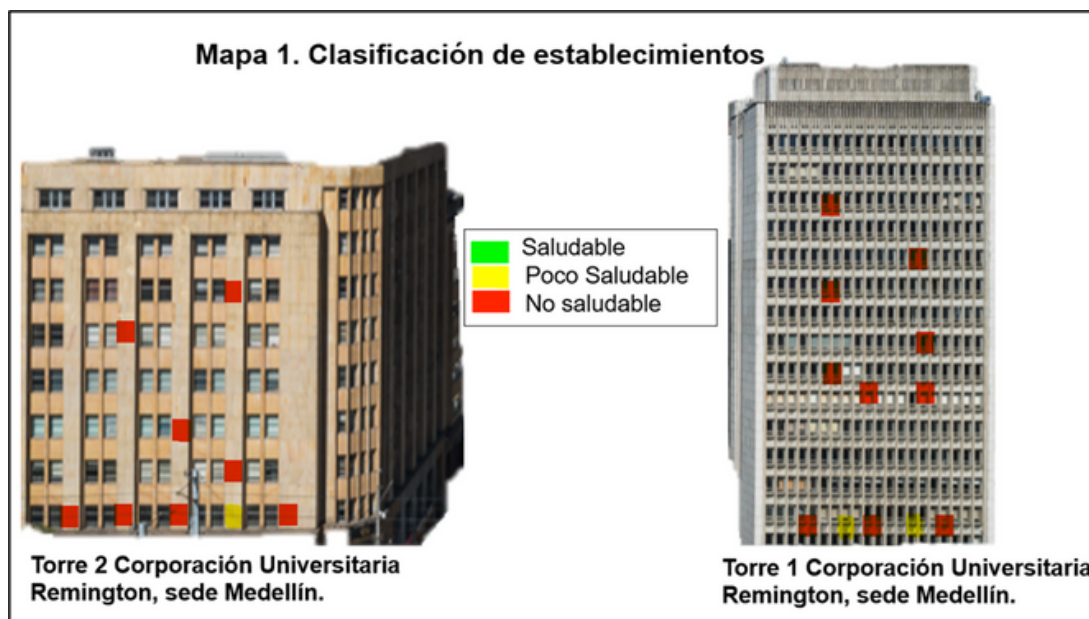 Mapa 1. Clasificación de establecimientos
Saludable
Poco Saludable
No saludable
Torre 2 Corporación Universitaria
Remington, sede Medellín.
Torre 1 Corporación Universitaria
Remington, sede Medellín.